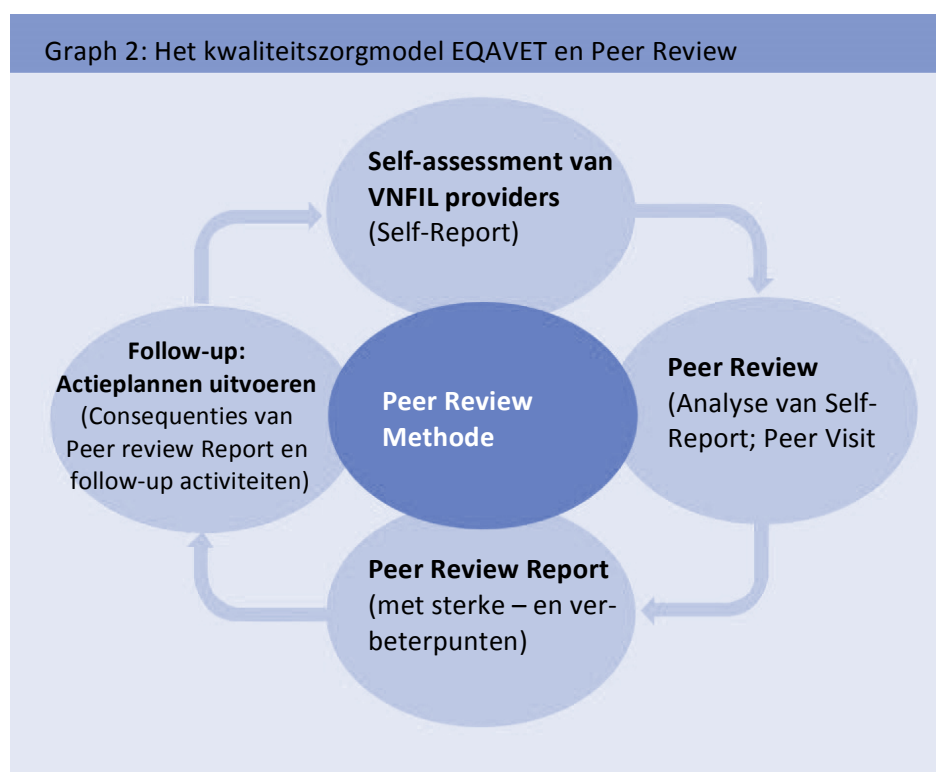 Graph 2: Het kwaliteitszorgmodel EQAVET en Peer Review
Self-assessment van
VNFIL providers
(Self-Report)
Peer Review
(Analyse van Self-
Report; Peer Visit
Peer Review Report
(met sterke – en ver-
beterpunten)
Follow-up:
Actieplannen uitvoeren
(Consequenties van
Peer review Report en
follow-up activiteiten)
Peer Review
Methode